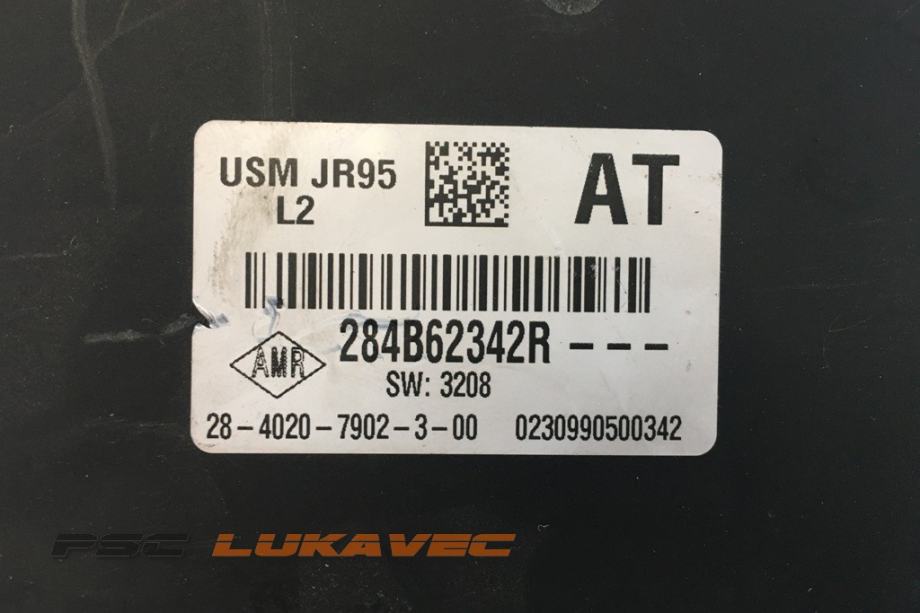 USM JR95
L2
AT
284B62342R - - -
AMR
SW: 3208
28 - 4020 - 7902 - 3 - 00 0230990500342
PSC LUKAVEC